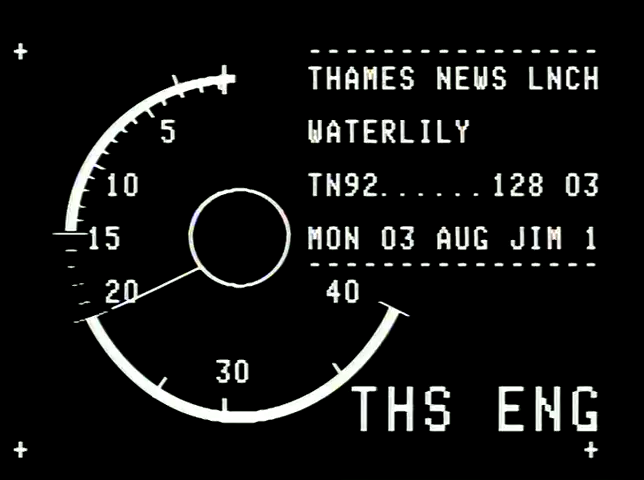 THAMES NEWS LNCH
WATERLILY
TN92......128 03
MON 03 AUG JIM 1
5
10
15
20
30
40
THS ENG